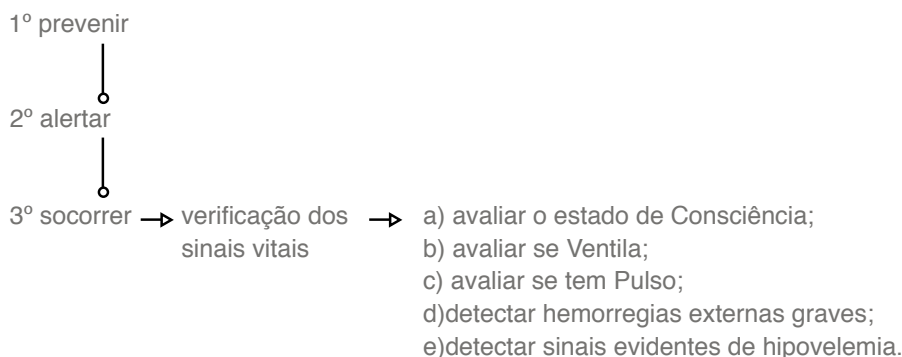 1º prevenir
2º alertar
3º socorrer
verificação dos
sinais vitais
a) avaliar o estado de Consciência;
b) avaliar se Ventila;
c) avaliar se tem Pulso;
d)detectar hemorregias externas graves;
e)detectar sinais evidentes de hipovelemia.